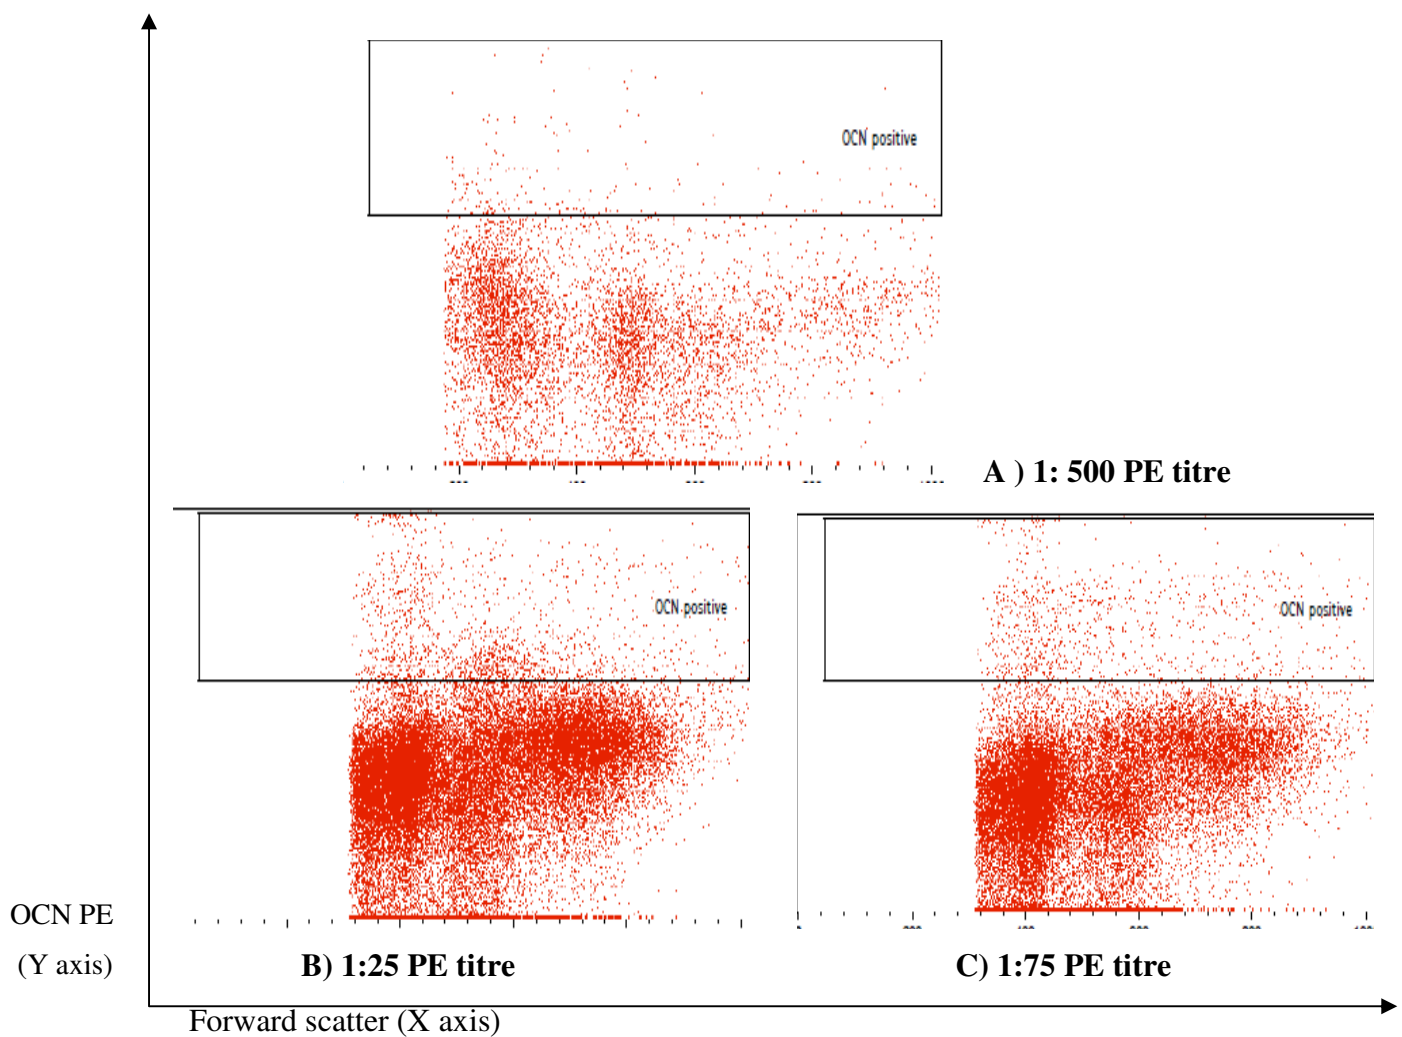 OCN positive
A ) 1: 500 PE titre
OCN positive
OCN positive
OCN PE
(Y axis)
B) 1:25 PE titre
C) 1:75 PE titre
Forward scatter (X axis)